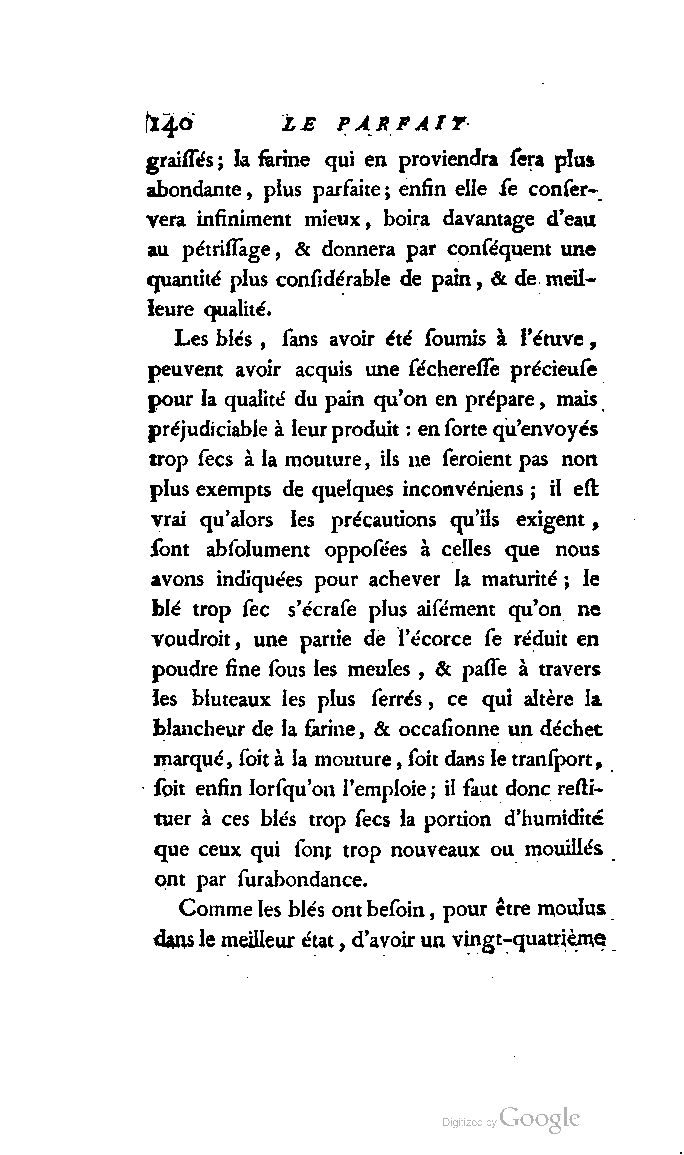 140 LE PARFAIT
graiſſés ; la farine qui en proviendra ſera plus
abondante, plus parfaite ; enfin elle ſe conſer-
vera infiniment mieux, boira davantage d'eau
au pétriſſage, & donnera par conſéquent une
quantité plus conſidérable de pain, & de meil-
leure qualité.
Les blés, ſans avoir été ſoumis à l'étuve,
peuvent avoir acquis une ſéchereſſe précieuſe
pour la qualité du pain qu'on en prépare, mais
préjudiciable à leur produit : en ſorte qu'envoyés
trop ſecs à la mouture, ils ne ſeroient pas non
plus exempts de quelques inconvéniens ; il eſt
vrai qu'alors les précautions qu'ils exigent,
ſont abſolument oppoſées à celles que nous
avons indiquées pour achever la maturité ; le
blé trop ſec s'écraſe plus aiſément qu'on ne
voudroit, une partie de l'écorce ſe réduit en
poudre fine ſous les meules, & paſſe à travers
les bluteaux les plus ſerrés, ce qui altère la
blancheur de la farine, & occaſionne un déchet
marqué, ſoit à la mouture, ſoit dans le tranſport,
ſoit enfin lorſqu'on l'emploie ; il faut donc reſti-
tuer à ces blés trop ſecs la portion d'humidité
que ceux qui ſont trop nouveaux ou mouillés
ont par ſurabondance.
Comme les blés ont beſoin, pour être moulus
dans le meilleur état, d'avoir un vingt-quatrième
Digitized by Google